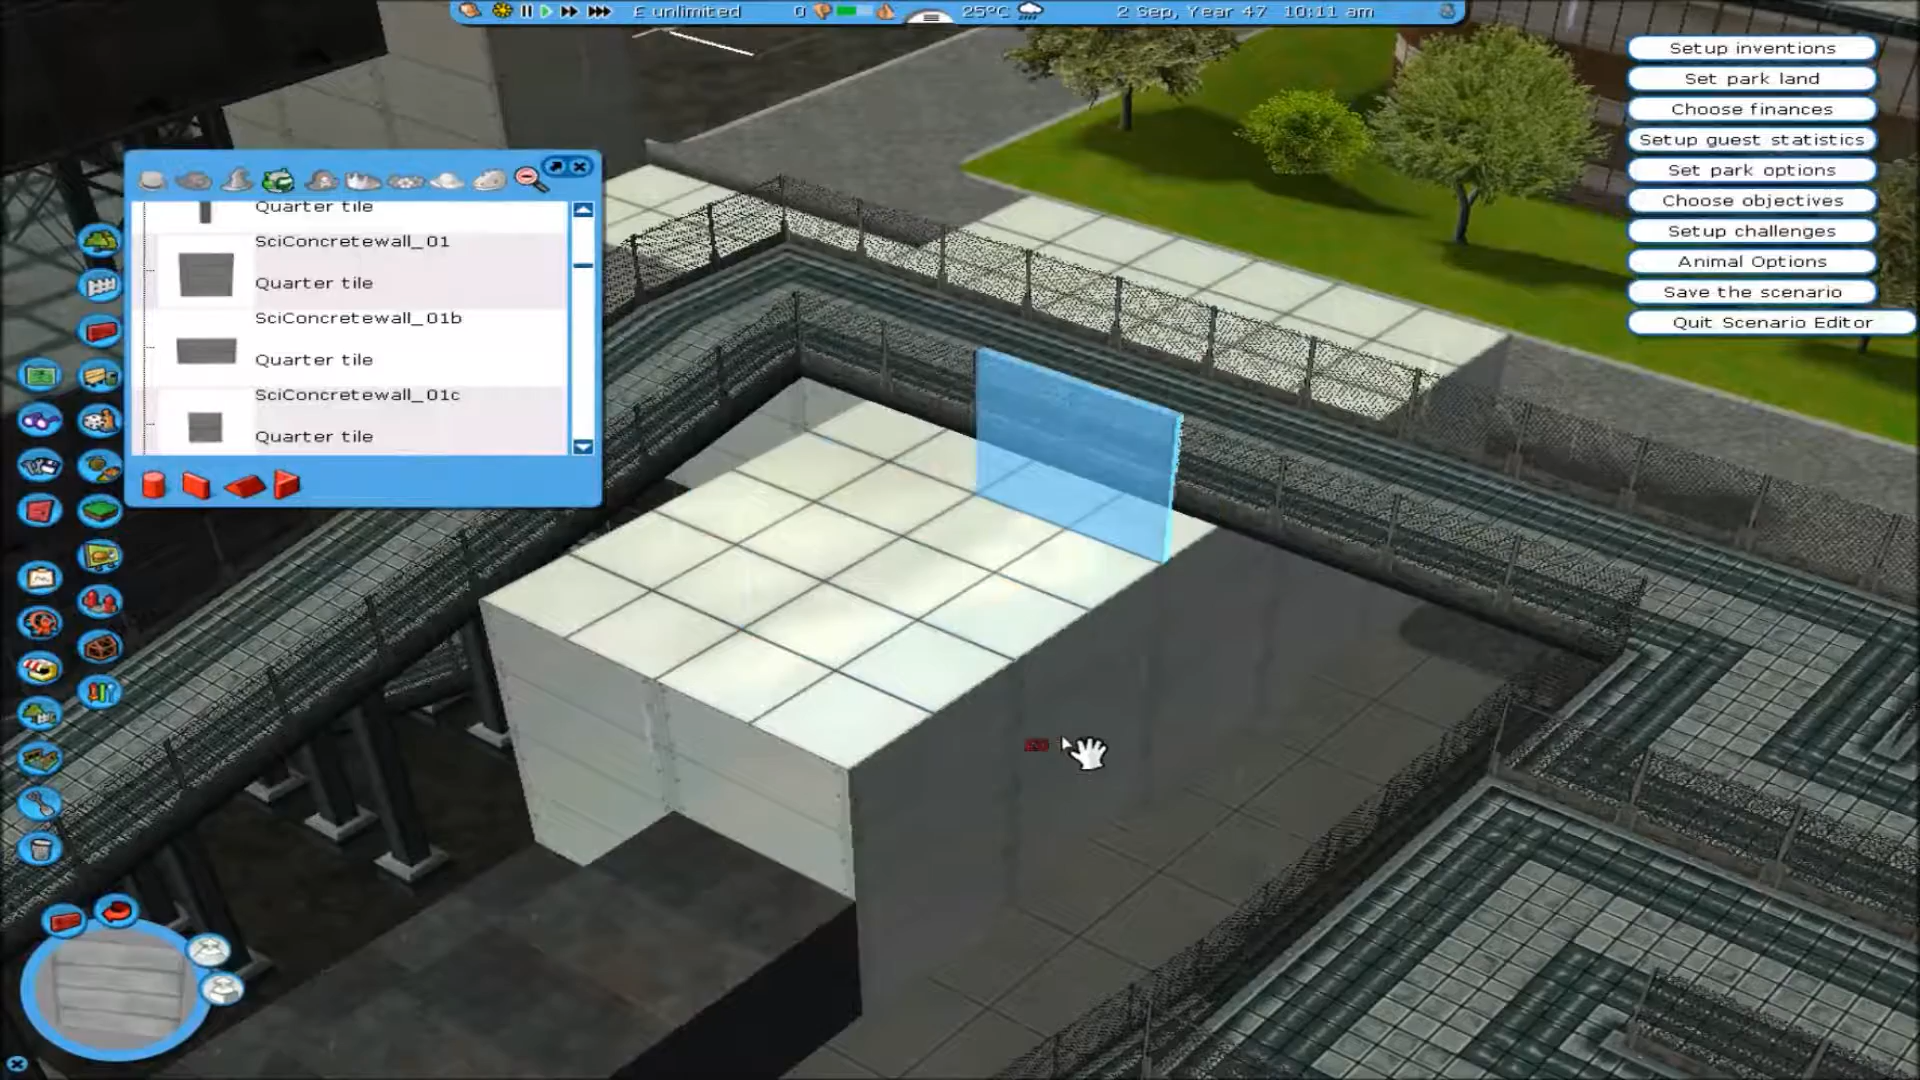 £ unlimited
0
25°C
2 Sep, Year 47 10:11 am
Setup inventions
Set park land
Choose finances
Setup guest statistics
Set park options
Choose objectives
Setup challenges
Animal Options
Save the scenario
Quit Scenario Editor
Quarter tile
SciConcretewall_01
Quarter tile
SciConcretewall_01b
Quarter tile
SciConcretewall_01c
Quarter tile